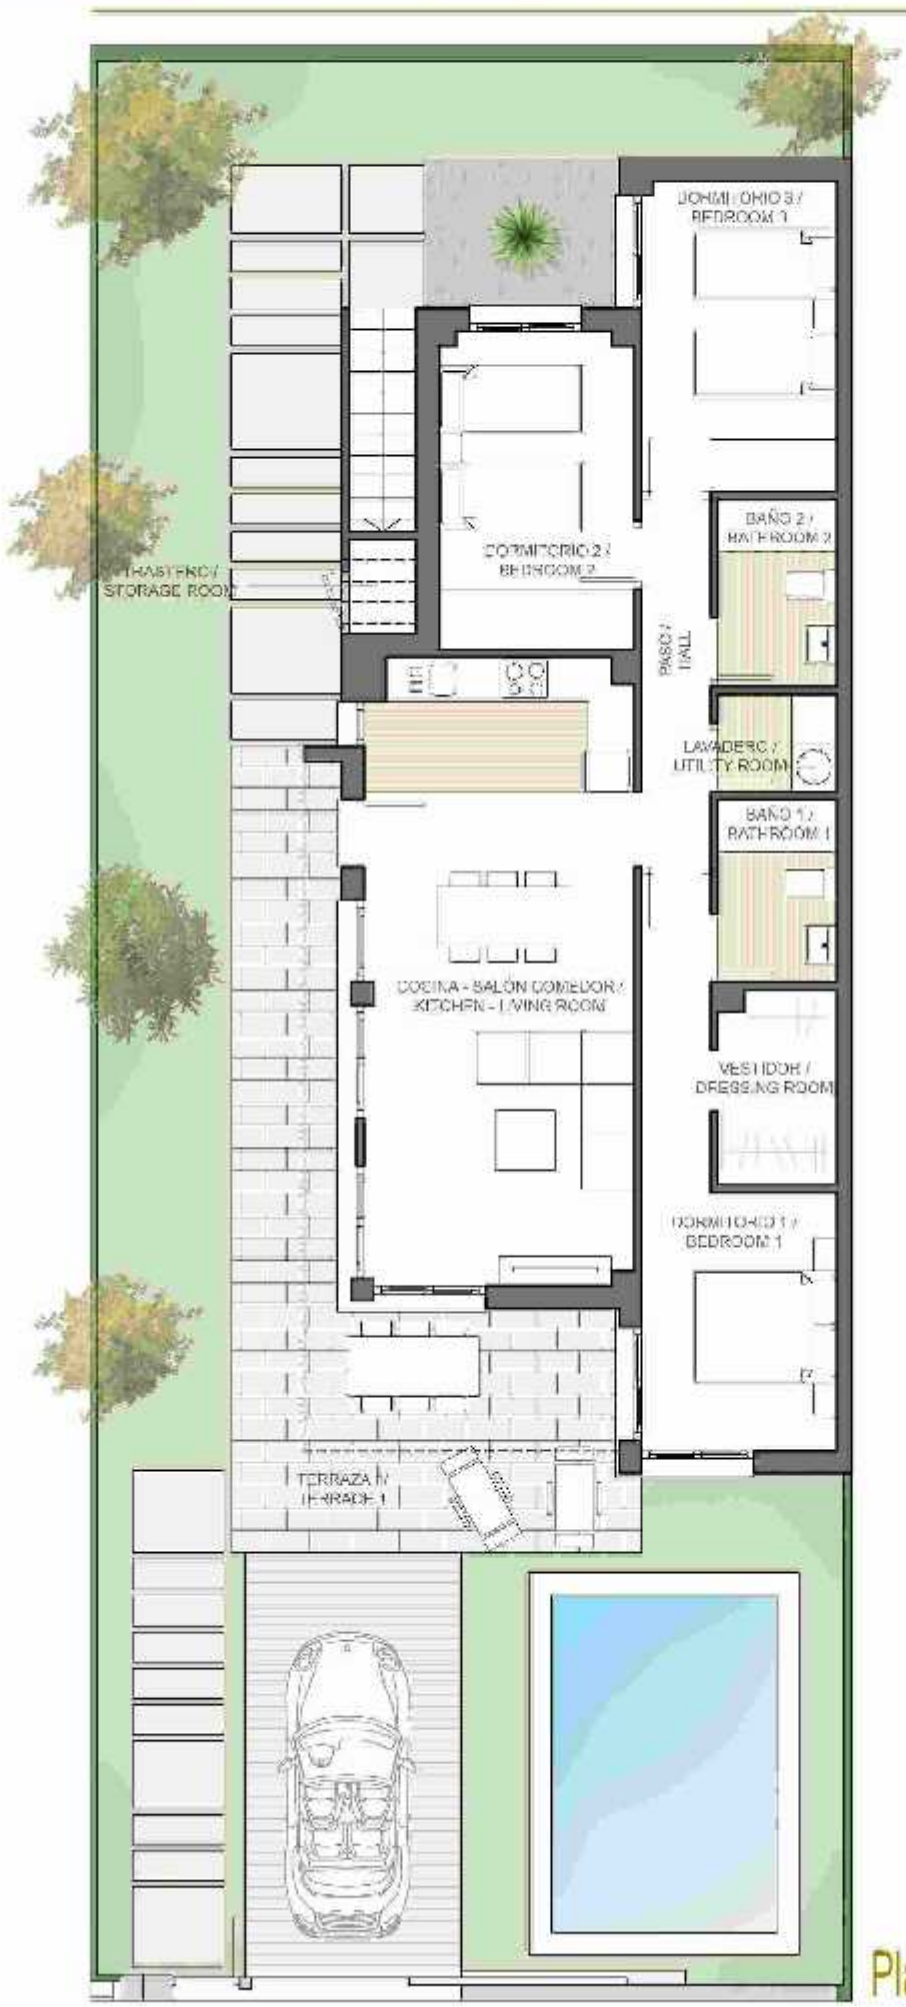 DORMITORIO 3 /
BEDROOM 3
BAÑO 2 /
BATHROOM 2
DORMITORIO 2 /
BEDROOM 2
TRASTERO /
STORAGE ROOM
PASO /
HALL
LAVADERO /
UTILITY ROOM
BAÑO 1 /
BATHROOM 1
COCINA - SALÓN COMEDOR /
KITCHEN - LIVING ROOM
VESTIDOR /
DRESSING ROOM
DORMITORIO 1 /
BEDROOM 1
TERRAZA 1 /
TERRACE 1
Pla